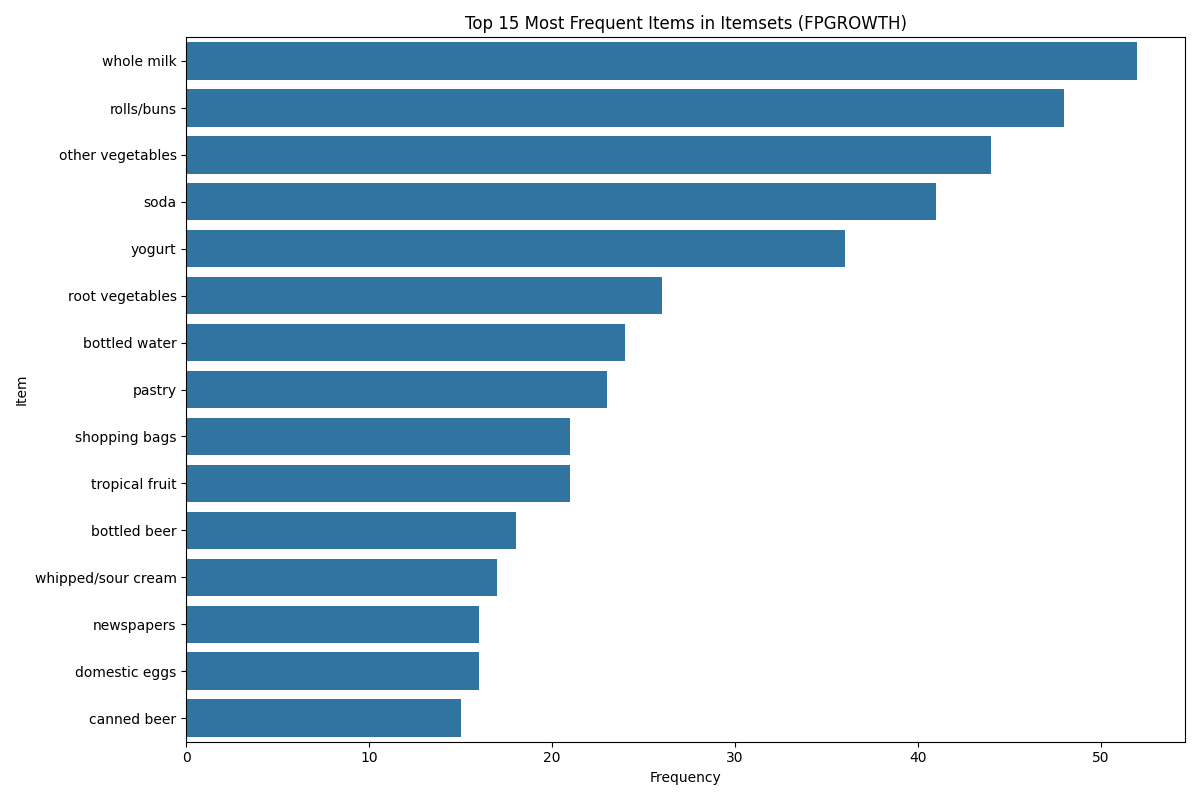 Top 15 Most Frequent Items in Itemsets (FPGROWTH)
whole milk
rolls/buns
other vegetables
soda
yogurt
root vegetables
bottled water
pastry
shopping bags
tropical fruit
bottled beer
whipped/sour cream
newspapers
domestic eggs
canned beer
Item
0 10 20 30 40 50
Frequency